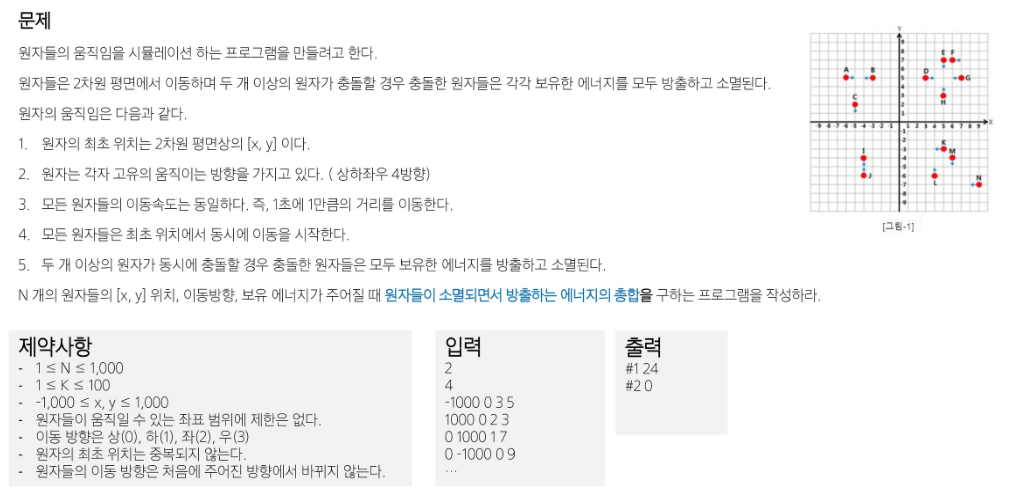 문제
원자들의 움직임을 시뮬레이션 하는 프로그램을 만들려고 한다.
원자들은 2차원 평면에서 이동하며 두 개 이상의 원자가 충돌할 경우 충돌한 원자들은 각각 보유한 에너지를 모두 방출하고 소멸된다.
원자의 움직임은 다음과 같다.
1. 원자의 최초 위치는 2차원 평면상의 [x, y] 이다.
2. 원자는 각자 고유의 움직이는 방향을 가지고 있다. ( 상하좌우 4방향)
3. 모든 원자들의 이동속도는 동일하다. 즉, 1초에 1만큼의 거리를 이동한다.
4. 모든 원자들은 최초 위치에서 동시에 이동을 시작한다.
5. 두 개 이상의 원자가 동시에 충돌할 경우 충돌한 원자들은 모두 보유한 에너지를 방출하고 소멸된다.
N 개의 원자들의 [x, y] 위치, 이동방향, 보유 에너지가 주어질 때 원자들이 소멸되면서 방출하는 에너지의 총합을 구하는 프로그램을 작성하라.
Y
E F
A B D G
C H
X
I K M
J L N
[그림-1]
제약사항
- 1 ≤ N ≤ 1,000
- 1 ≤ K ≤ 100
- -1,000 ≤ x, y ≤ 1,000
- 원자들이 움직일 수 있는 좌표 범위에 제한은 없다.
- 이동 방향은 상(0), 하(1), 좌(2), 우(3)
- 원자의 최초 위치는 중복되지 않는다.
- 원자들의 이동 방향은 처음에 주어진 방향에서 바뀌지 않는다.
입력
2
4
-1000 0 3 5
1000 0 2 3
0 1000 1 7
0 -1000 0 9
…
출력
#1 24
#2 0